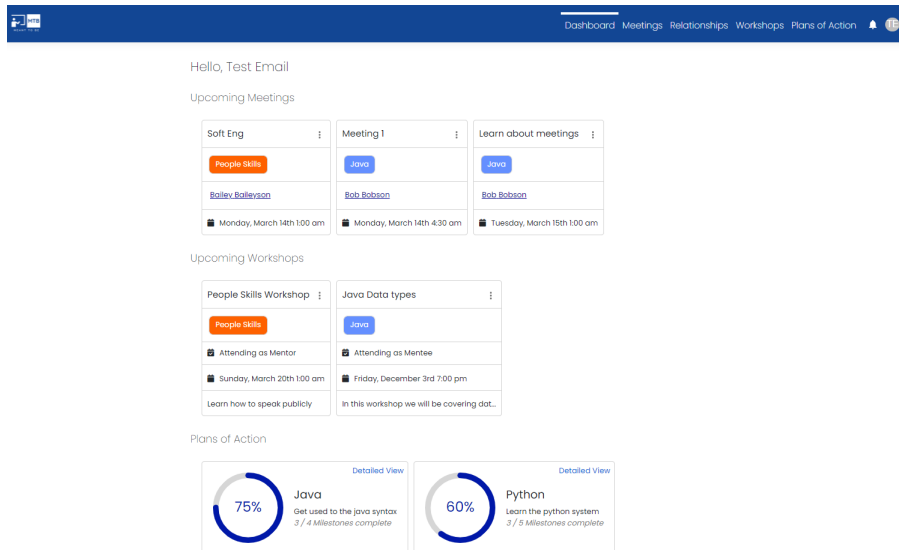 MTB
MEANT TO BE
Dashboard Meetings Relationships Workshops Plans of Action TE
Hello, Test Email
Upcoming Meetings
Soft Eng
People Skills
Bailey Baileyson
Monday, March 14th 1:00 am
Meeting 1
Java
Bob Bobson
Monday, March 14th 4:30 am
Learn about meetings
Java
Bob Bobson
Tuesday, March 15th 1:00 am
Upcoming Workshops
People Skills Workshop
People Skills
Attending as Mentor
Sunday, March 20th 1:00 am
Learn how to speak publicly
Java Data types
Java
Attending as Mentee
Friday, December 3rd 7:00 pm
In this workshop we will be covering dat...
Plans of Action
Detailed View
75%
Java
Get used to the java syntax
3 / 4 Milestones complete
Detailed View
60%
Python
Learn the python system
3 / 5 Milestones complete